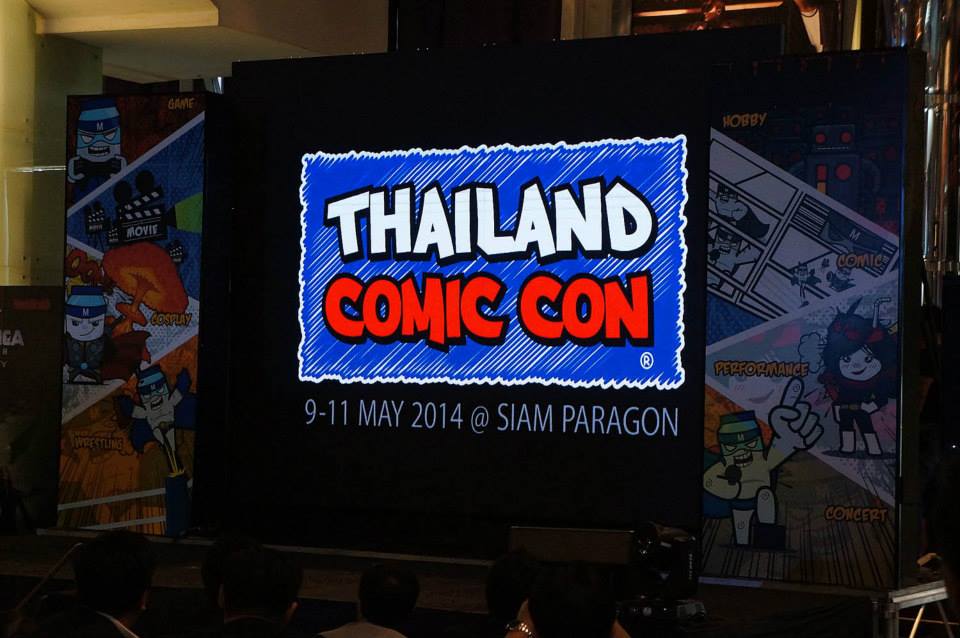 GAME
M
MOVIE
M
COSPLAY
WRESTLING
THAILAND
COMIC CON
®
9-11 MAY 2014 @ SIAM PARAGON
HOBBY
M
COMIC
PERFORMANCE
M
CONCERT